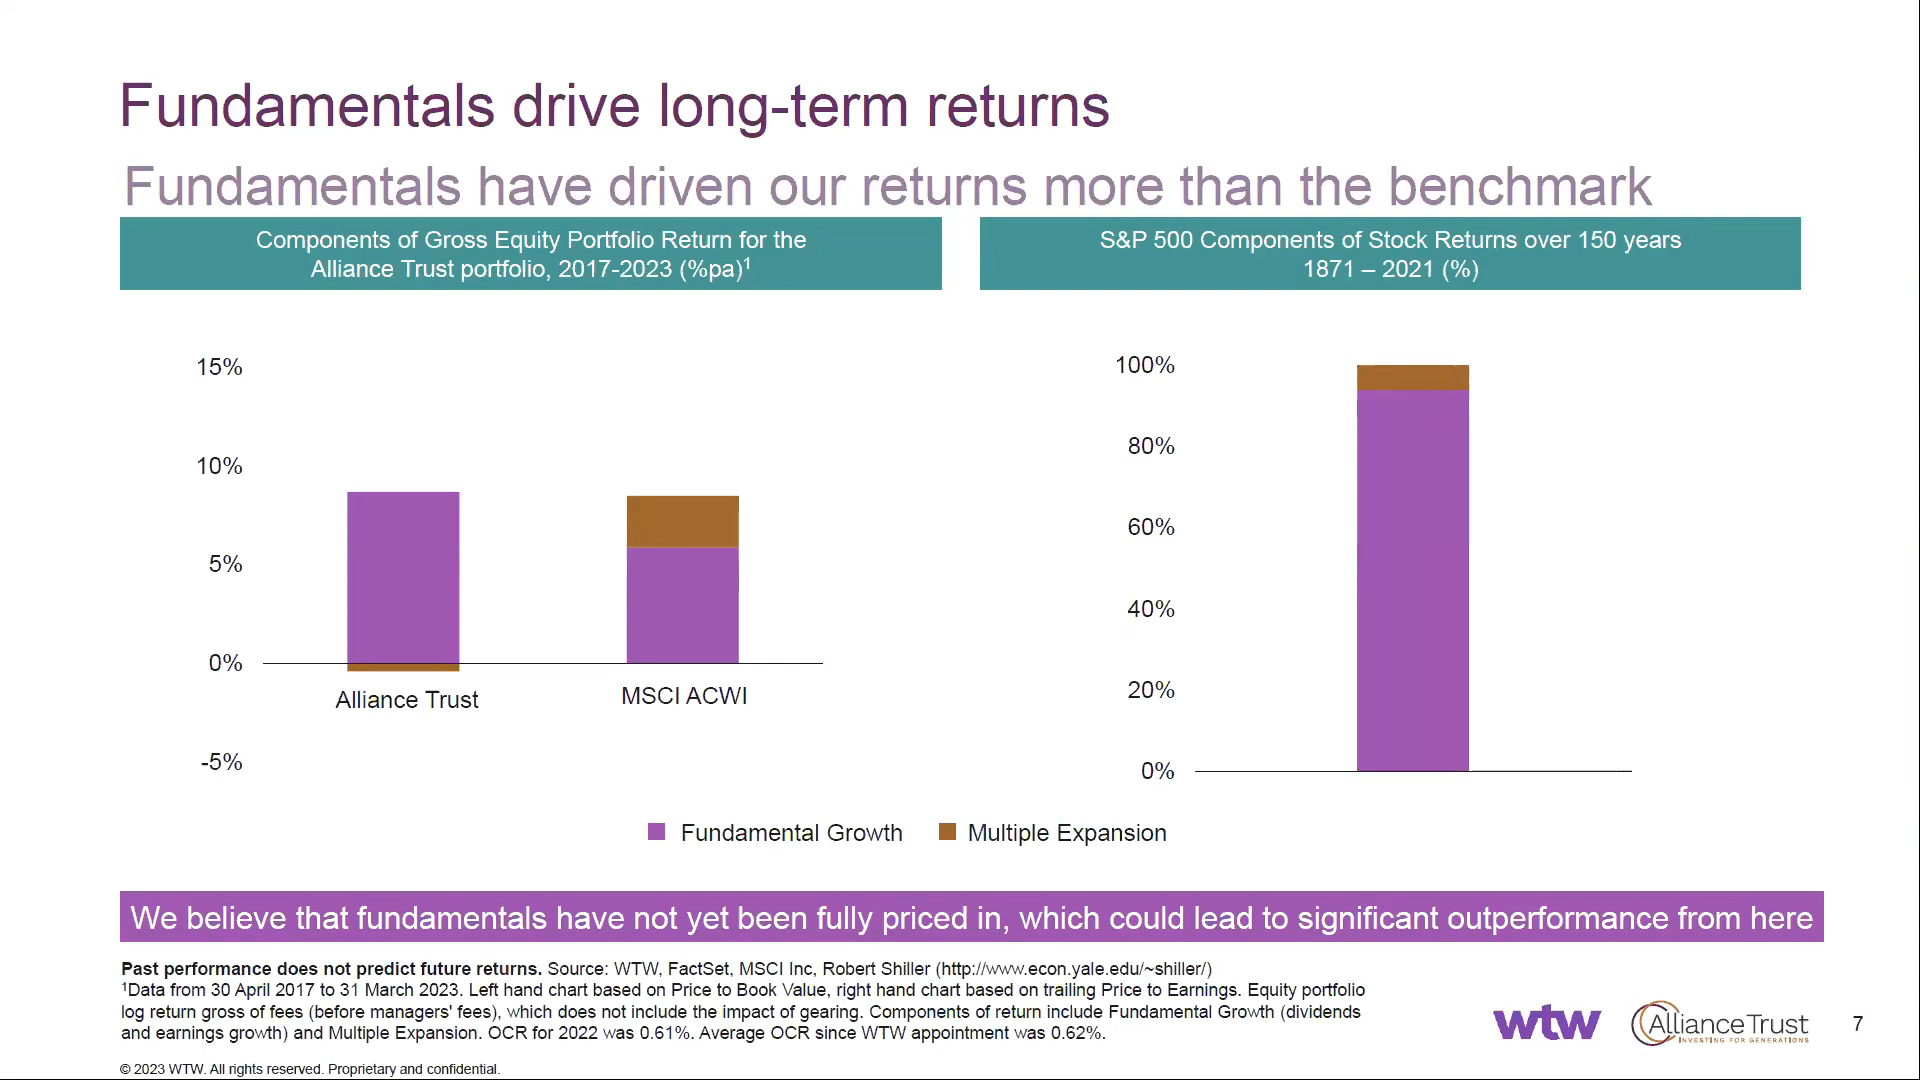 Fundamentals drive long-term returns
Fundamentals have driven our returns more than the benchmark
Components of Gross Equity Portfolio Return for the
Alliance Trust portfolio, 2017-2023 (%pa)¹
S&P 500 Components of Stock Returns over 150 years
1871 – 2021 (%)
15%
10%
5%
0%
-5%
Alliance Trust
MSCI ACWI
100%
80%
60%
40%
20%
0%
Fundamental Growth
Multiple Expansion
We believe that fundamentals have not yet been fully priced in, which could lead to significant outperformance from here
Past performance does not predict future returns. Source: WTW, FactSet, MSCI Inc, Robert Shiller (http://www.econ.yale.edu/~shiller/)
¹Data from 30 April 2017 to 31 March 2023. Left hand chart based on Price to Book Value, right hand chart based on trailing Price to Earnings. Equity portfolio
log return gross of fees (before managers' fees), which does not include the impact of gearing. Components of return include Fundamental Growth (dividends
and earnings growth) and Multiple Expansion. OCR for 2022 was 0.61%. Average OCR since WTW appointment was 0.62%.
© 2023 WTW. All rights reserved. Proprietary and confidential.
wtw
Alliance Trust
INVESTING FOR GENERATIONS
7